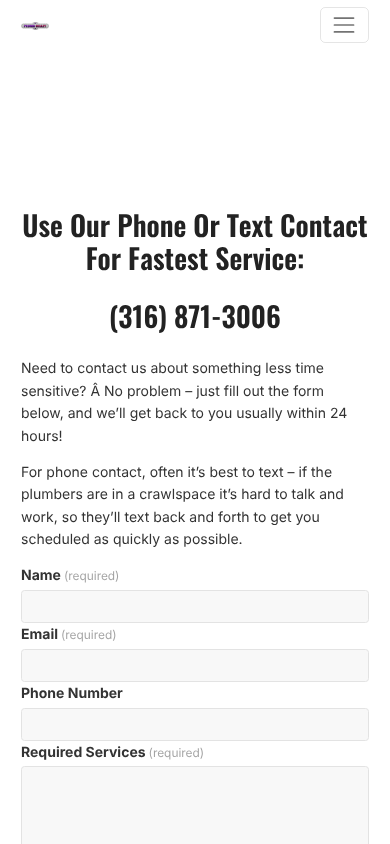 Use Our Phone Or Text Contact
For Fastest Service:
(316) 871-3006
Need to contact us about something less time
sensitive? Â No problem – just fill out the form
below, and we’ll get back to you usually within 24
hours!
For phone contact, often it’s best to text – if the
plumbers are in a crawlspace it’s hard to talk and
work, so they’ll text back and forth to get you
scheduled as quickly as possible.
Name (required)
Email (required)
Phone Number
Required Services (required)